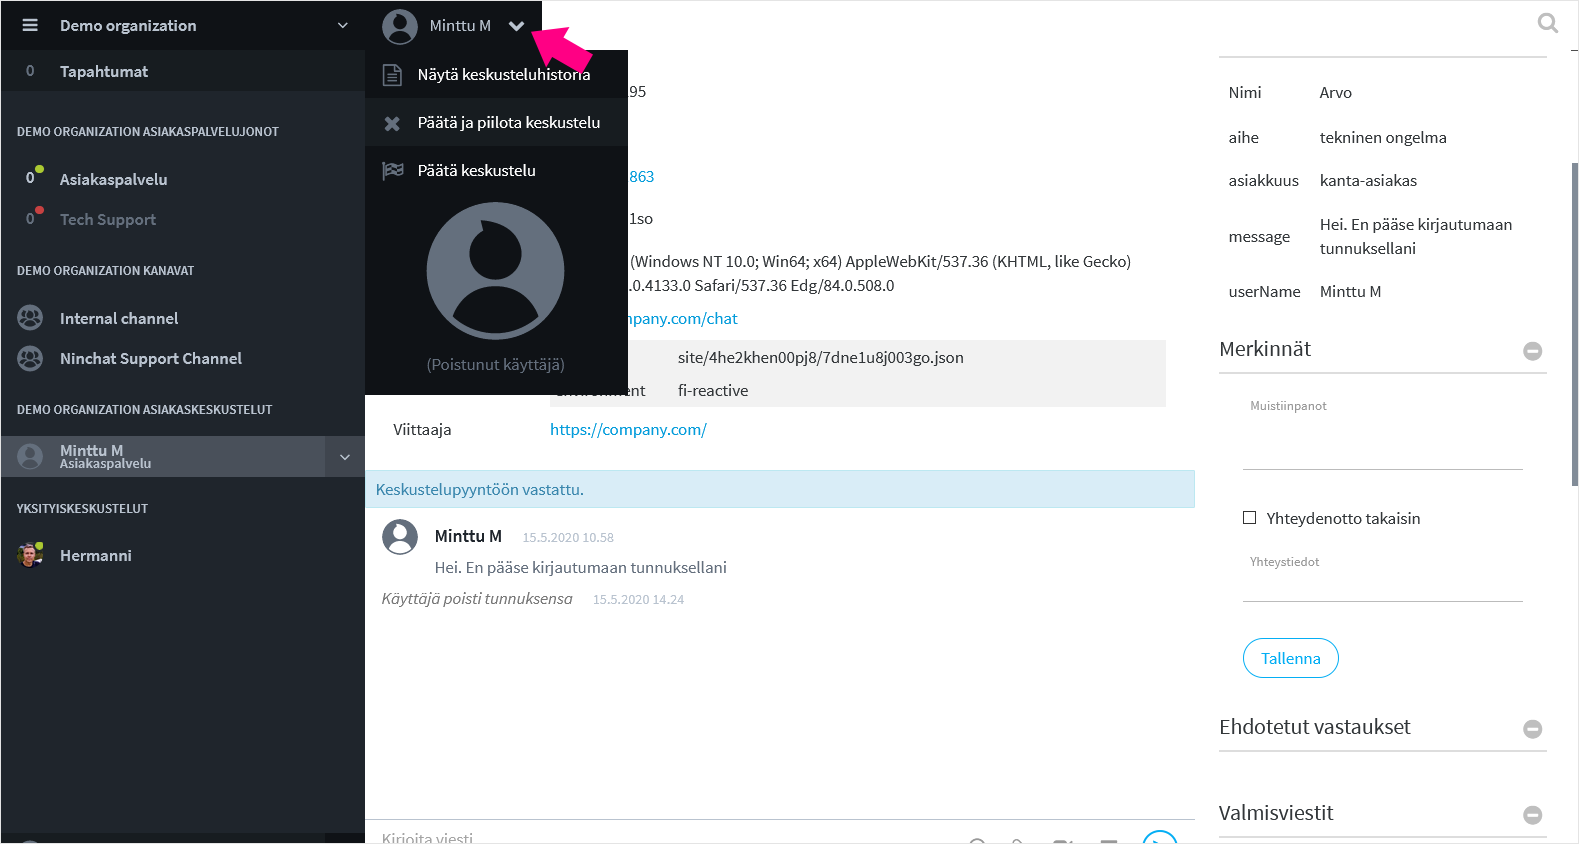 Demo organization
0 Tapahtumat
DEMO ORGANIZATION ASIAKASPALVELUJONOT
0 Asiakaspalvelu
0 Tech Support
DEMO ORGANIZATION KANAVAT
Internal channel
Ninchat Support Channel
DEMO ORGANIZATION ASIAKASKESKUSTELUT
Minttu M
Asiakaspalvelu
YKSITYISKESKUSTELUT
Hermanni
Minttu M
Näytä keskusteluhistoria
Päätä ja piilota keskustelu
Päätä keskustelu
(Poistunut käyttäjä)
95
863
1so
(Windows NT 10.0; Win64; x64) AppleWebKit/537.36 (KHTML, like Gecko)
.0.4133.0 Safari/537.36 Edg/84.0.508.0
mpany.com/chat
site/4he2khen00pj8/7dne1u8j003go.json
environment fi-reactive
Viittaaja https://company.com/
Keskustelupyyntöön vastattu.
Minttu M 15.5.2020 10.58
Hei. En pääse kirjautumaan tunnuksellani
Käyttäjä poisti tunnuksensa 15.5.2020 14.24
Kirjoita viesti
Nimi Arvo
aihe tekninen ongelma
asiakkuus kanta-asiakas
message Hei. En pääse kirjautumaan
tunnuksellani
userName Minttu M
Merkinnät
Muistiinpanot
Yhteydenotto takaisin
Yhteystiedot
Tallenna
Ehdotetut vastaukset
Valmisviestit